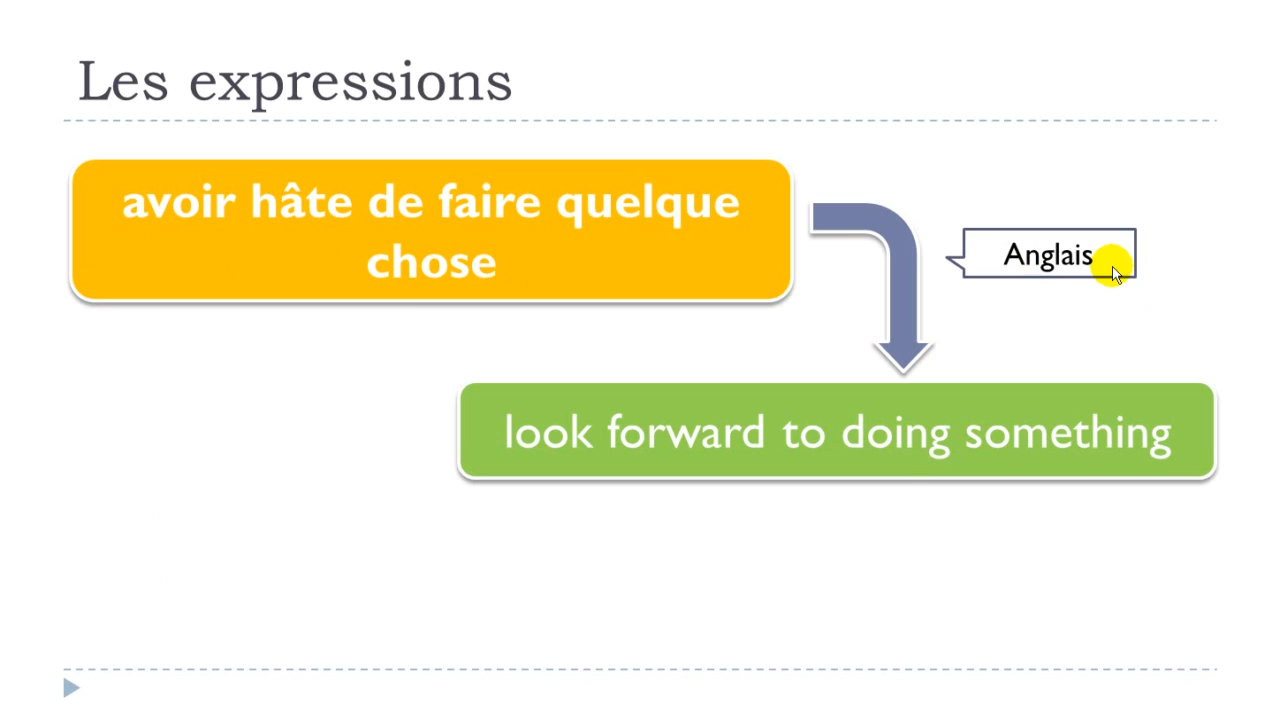 Les expressions
avoir hâte de faire quelque
chose
Anglais
look forward to doing something